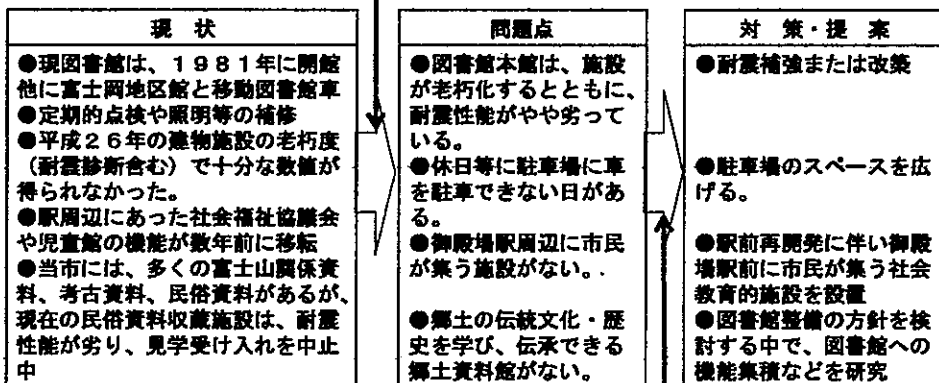 現 状
●現図書館は、1981年に開館
他に富士岡地区館と移動図書館車
●定期的点検や照明等の補修
●平成26年の建物施設の老朽度
（耐震診断含む）で十分な数値が
得られなかった。
●駅周辺にあった社会福祉協議会
や児童館の機能が数年前に移転
●当市には、多くの富士山関係資
料、考古資料、民俗資料があるが、
現在の民俗資料収蔵施設は、耐震
性能が劣り、見学受け入れを中止
中
問題点
●図書館本館は、施設
が老朽化するとともに、
耐震性能がやや劣って
いる。
●休日等に駐車場に車
を駐車できない日があ
る。
●御殿場駅周辺に市民
が集う施設がない。.
●郷土の伝統文化・歴
史を学び、伝承できる
郷土資料館がない。
対 策・提 案
●耐震補強または改築
●駐車場のスペースを広
げる。
●駅前再開発に伴い御殿
場駅前に市民が集う社会
教育的施設を設置
●図書館整備の方針を検
討する中で、図書館への
機能集積などを研究